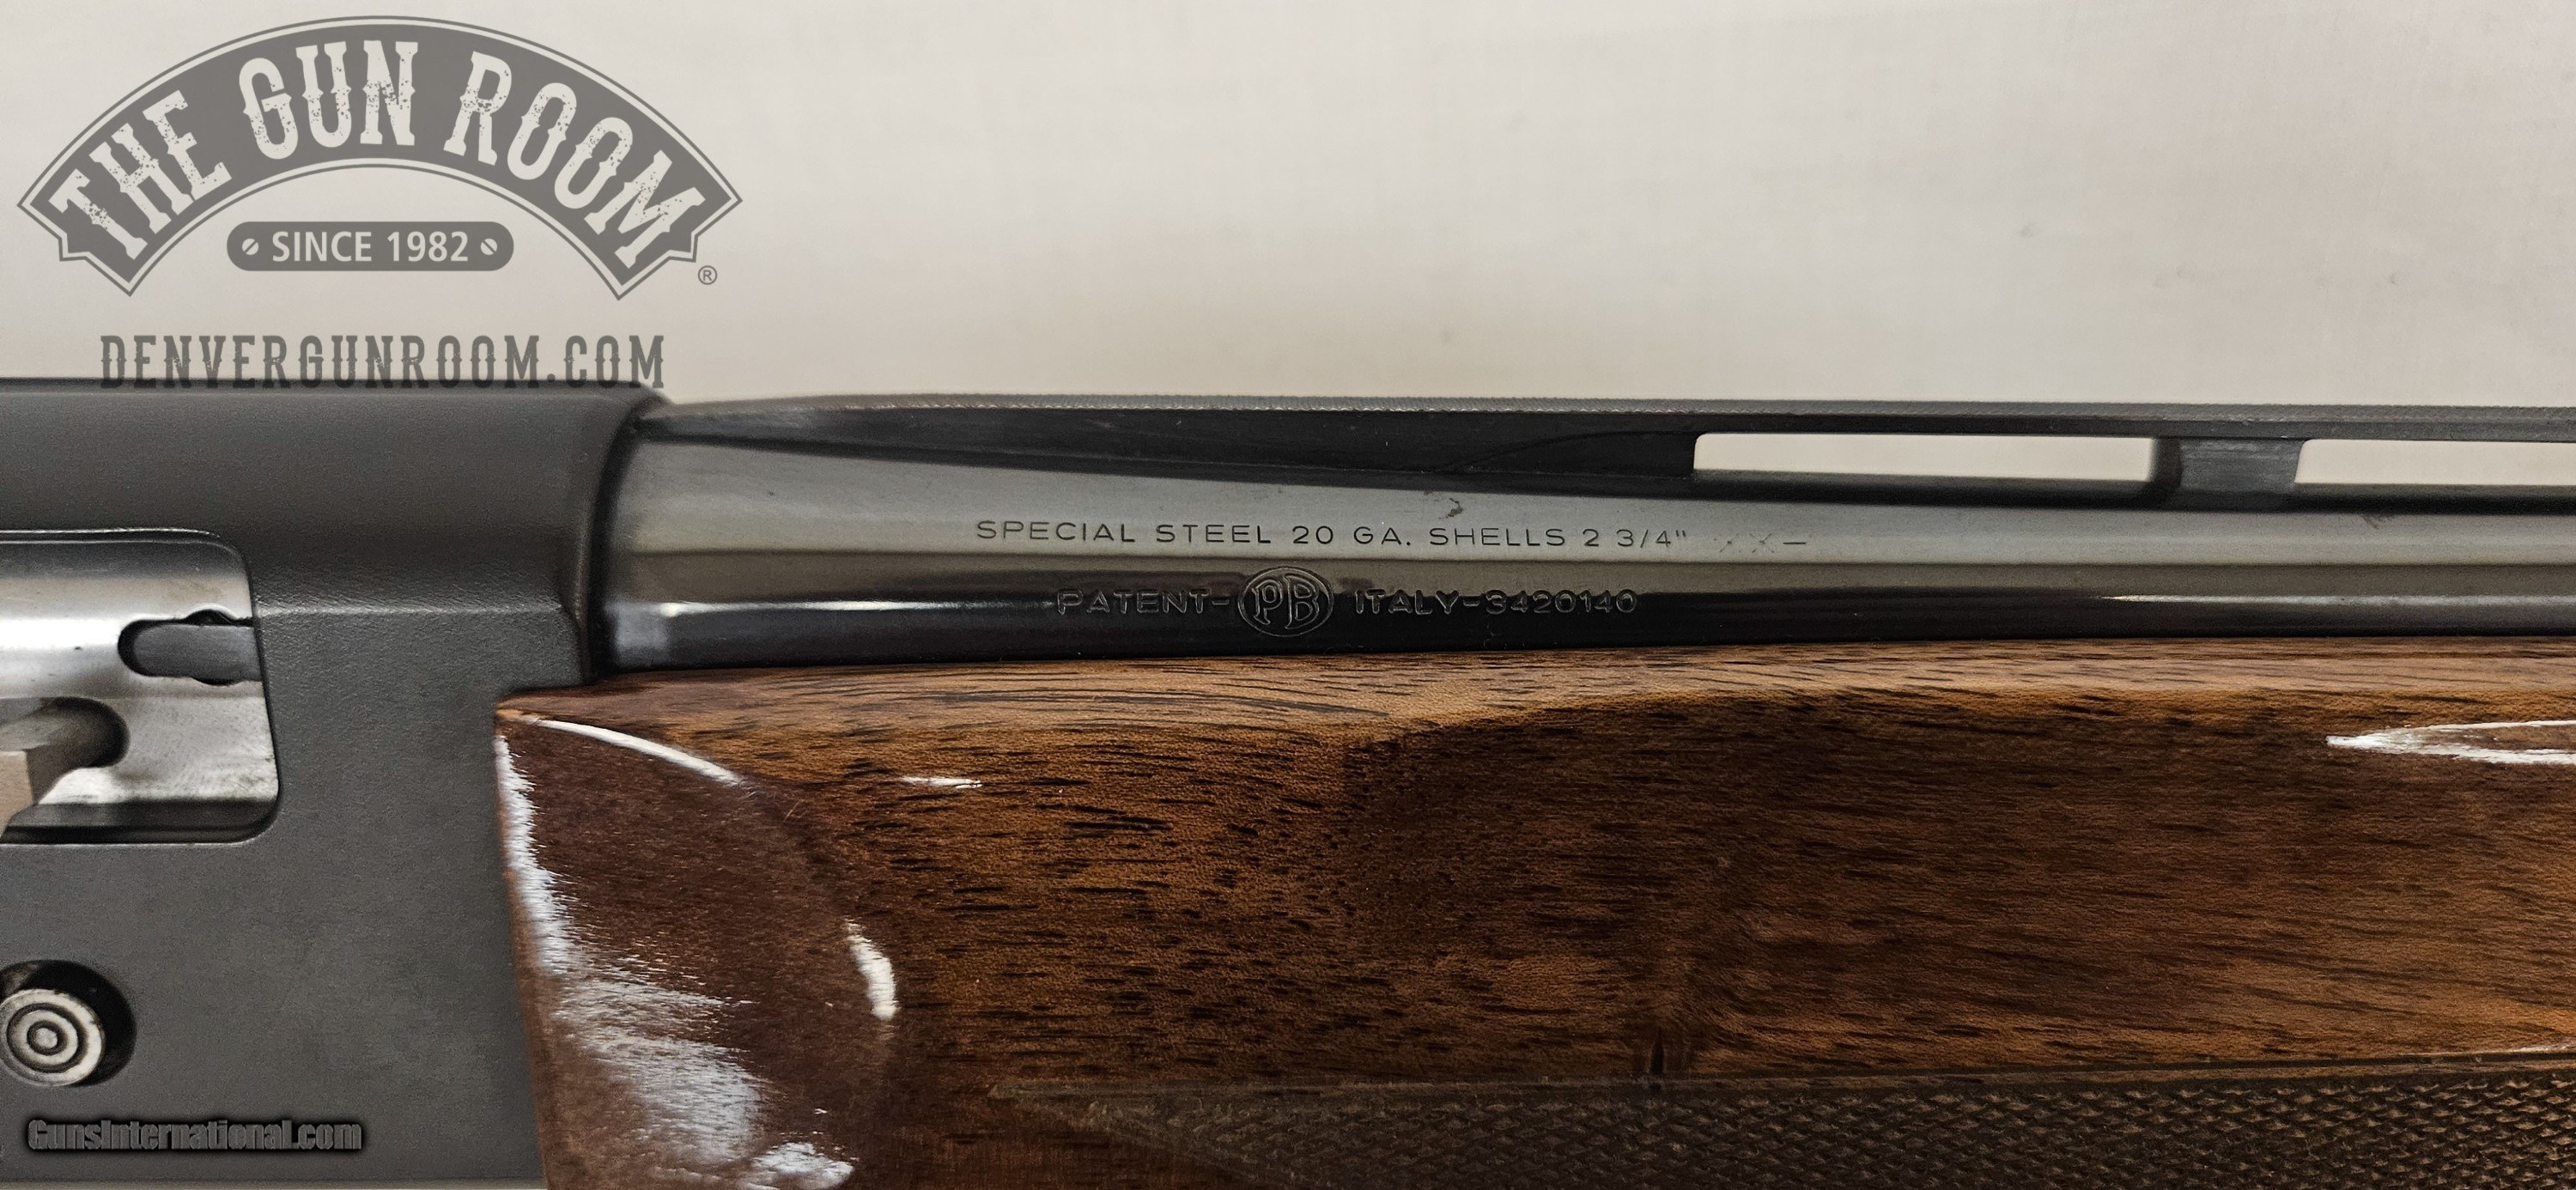 THE GUN ROOM
SINCE 1982
®
DENVERGUNROOM.COM
SPECIAL STEEL 20 GA. SHELLS 2 3/4"
PATENT-PB ITALY-3420140
GunsInternational.com